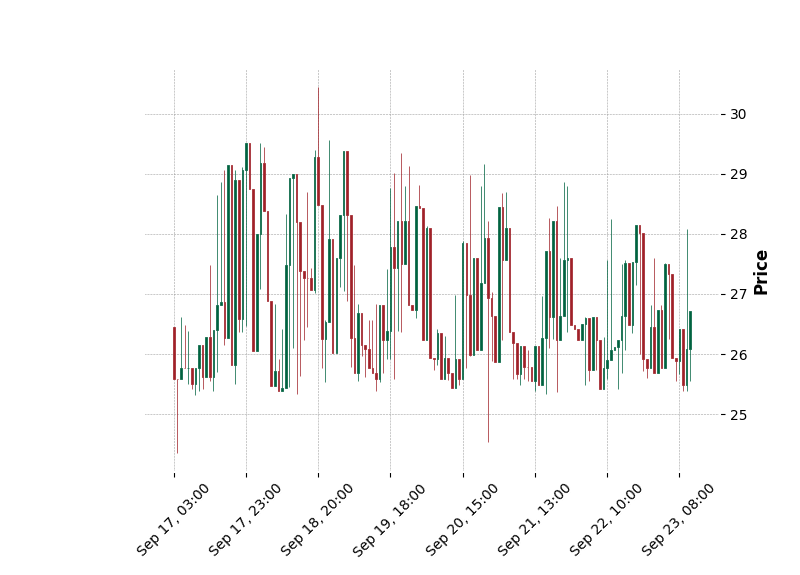 30
29
28
27
26
25
Price
Sep 17, 03:00
Sep 17, 23:00
Sep 18, 20:00
Sep 19, 18:00
Sep 20, 15:00
Sep 21, 13:00
Sep 22, 10:00
Sep 23, 08:00